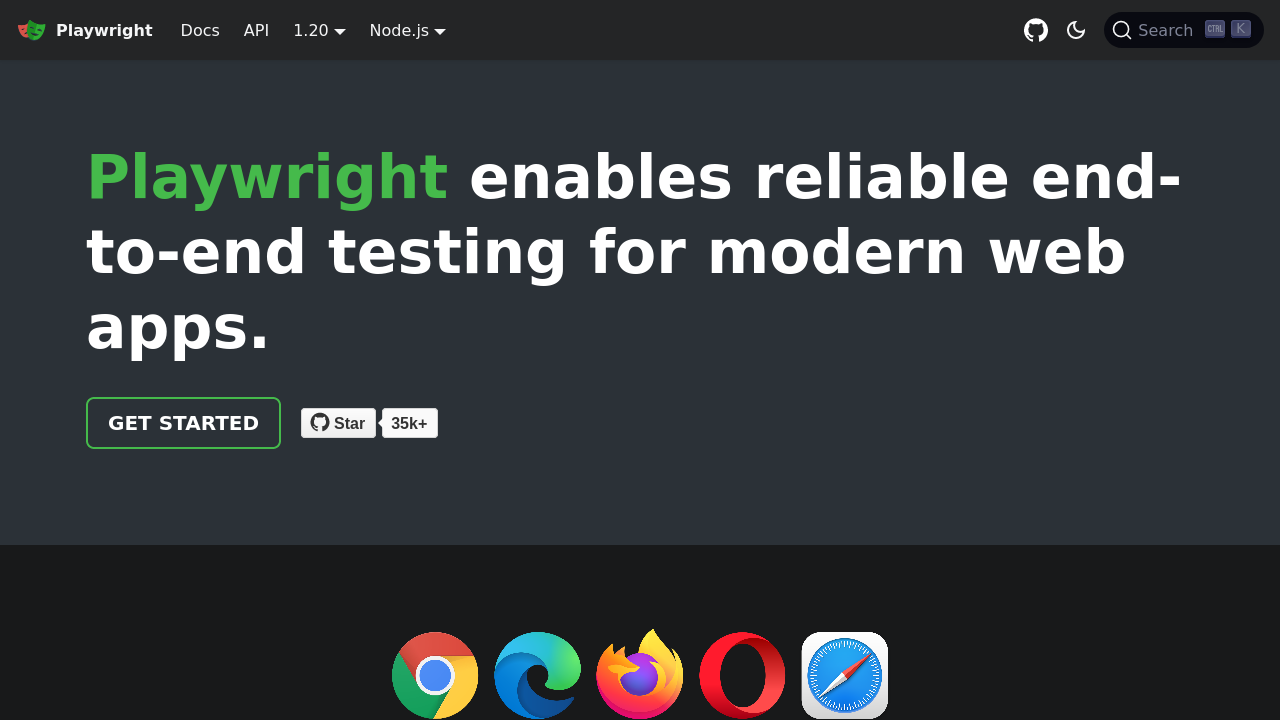 Playwright Docs API 1.20 Node.js Search CTRL K
Playwright enables reliable end-
to-end testing for modern web
apps.
GET STARTED Star 35k+